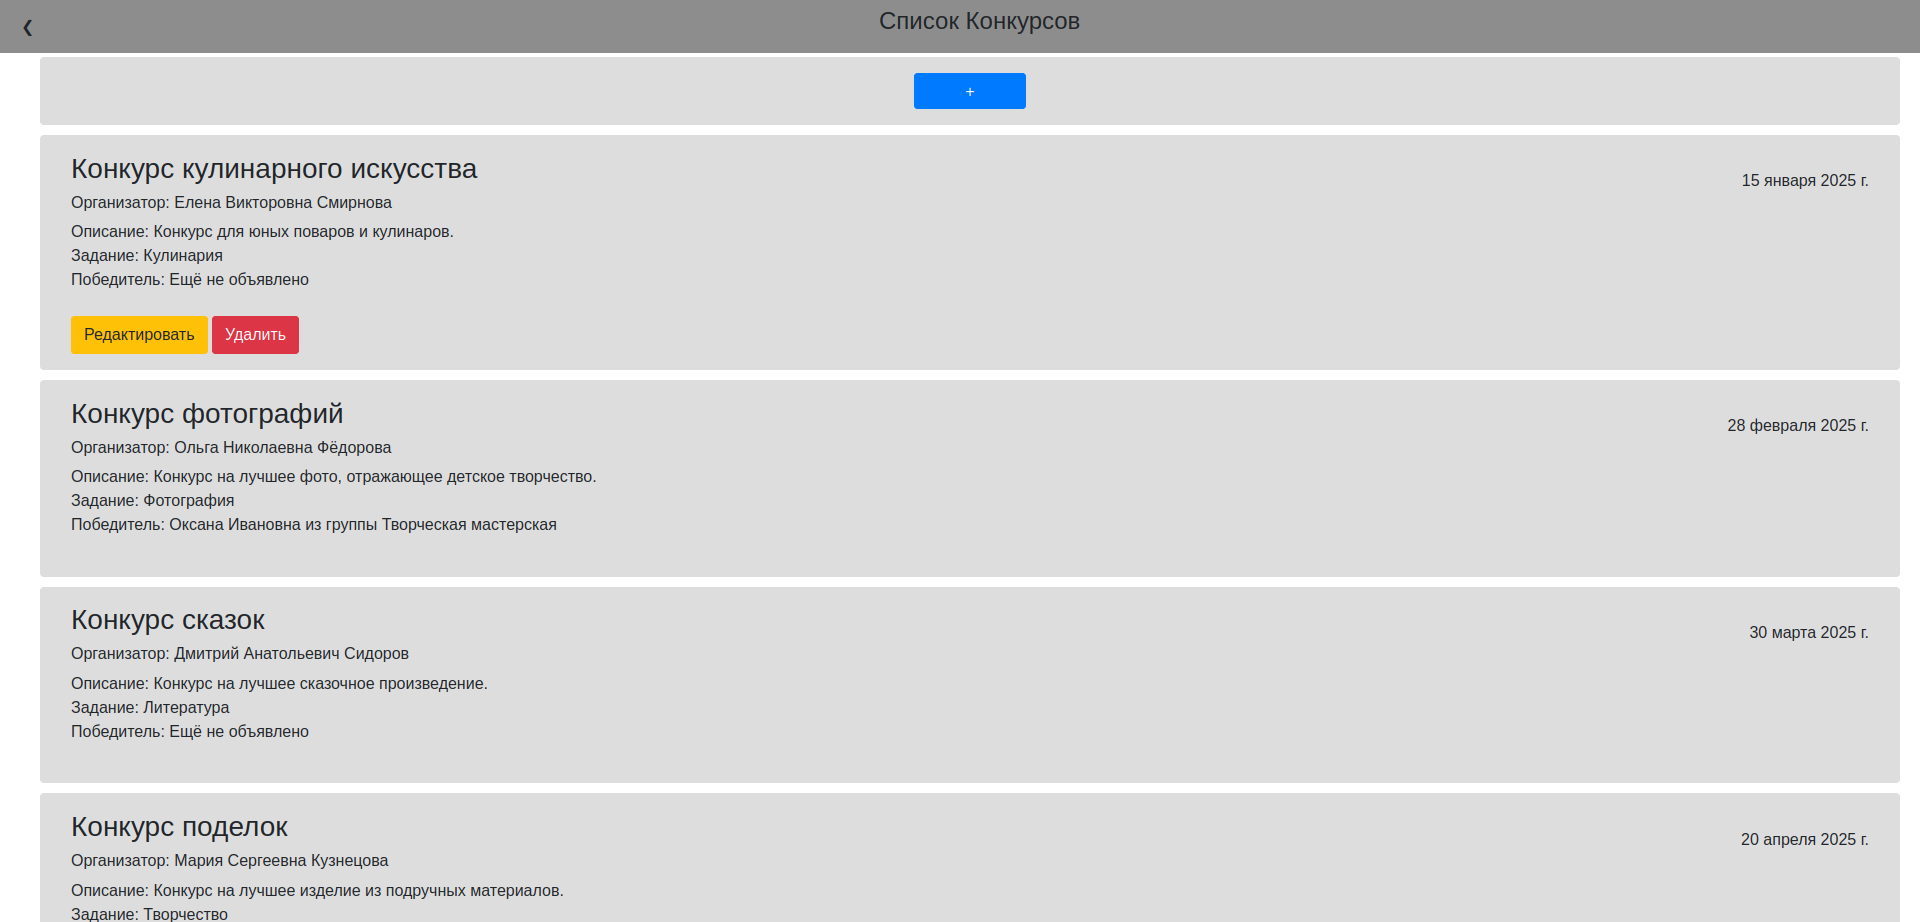 ❮
Список Конкурсов
+
Конкурс кулинарного искусства
15 января 2025 г.
Организатор: Елена Викторовна Смирнова
Описание: Конкурс для юных поваров и кулинаров.
Задание: Кулинария
Победитель: Ещё не объявлено
Редактировать Удалить
Конкурс фотографий
28 февраля 2025 г.
Организатор: Ольга Николаевна Фёдорова
Описание: Конкурс на лучшее фото, отражающее детское творчество.
Задание: Фотография
Победитель: Оксана Ивановна из группы Творческая мастерская
Конкурс сказок
30 марта 2025 г.
Организатор: Дмитрий Анатольевич Сидоров
Описание: Конкурс на лучшее сказочное произведение.
Задание: Литература
Победитель: Ещё не объявлено
Конкурс поделок
20 апреля 2025 г.
Организатор: Мария Сергеевна Кузнецова
Описание: Конкурс на лучшее изделие из подручных материалов.
Задание: Творчество